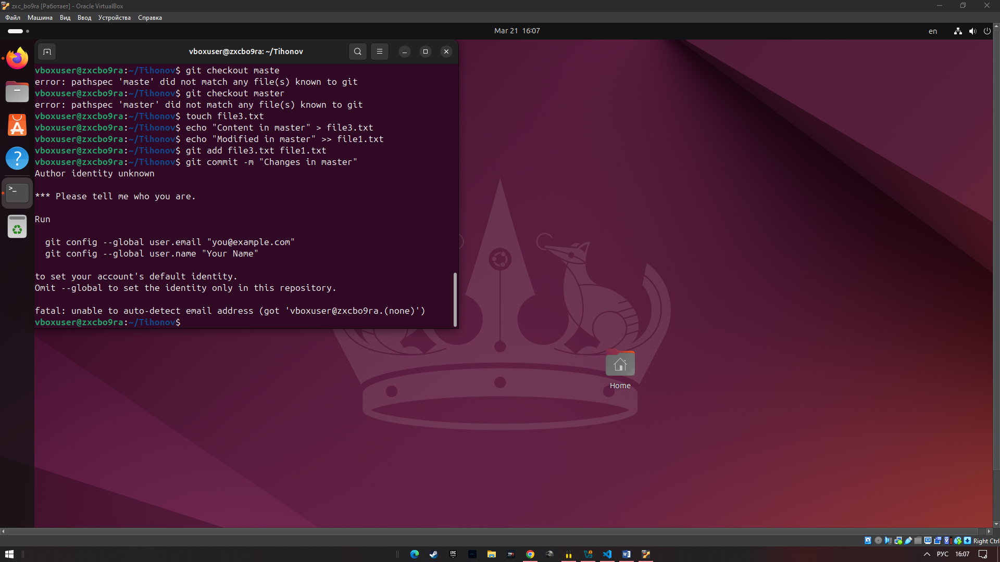 zxc_bo9ra [Работает] - Oracle VirtualBox
Файл Машина Вид Ввод Устройства Справка
Mar 21 16:07
en
vboxuser@zxcbo9ra: ~/Tihonov
vboxuser@zxcbo9ra:~/Tihonov$ git checkout maste
error: pathspec 'maste' did not match any file(s) known to git
vboxuser@zxcbo9ra:~/Tihonov$ git checkout master
error: pathspec 'master' did not match any file(s) known to git
vboxuser@zxcbo9ra:~/Tihonov$ touch file3.txt
vboxuser@zxcbo9ra:~/Tihonov$ echo "Content in master" > file3.txt
vboxuser@zxcbo9ra:~/Tihonov$ echo "Modified in master" >> file1.txt
vboxuser@zxcbo9ra:~/Tihonov$ git add file3.txt file1.txt
vboxuser@zxcbo9ra:~/Tihonov$ git commit -m "Changes in master"
Author identity unknown
*** Please tell me who you are.
Run
git config --global user.email "you@example.com"
git config --global user.name "Your Name"
to set your account's default identity.
Omit --global to set the identity only in this repository.
fatal: unable to auto-detect email address (got 'vboxuser@zxcbo9ra.(none)')
vboxuser@zxcbo9ra:~/Tihonov$
Home
Right Ctrl
РУС 16:07